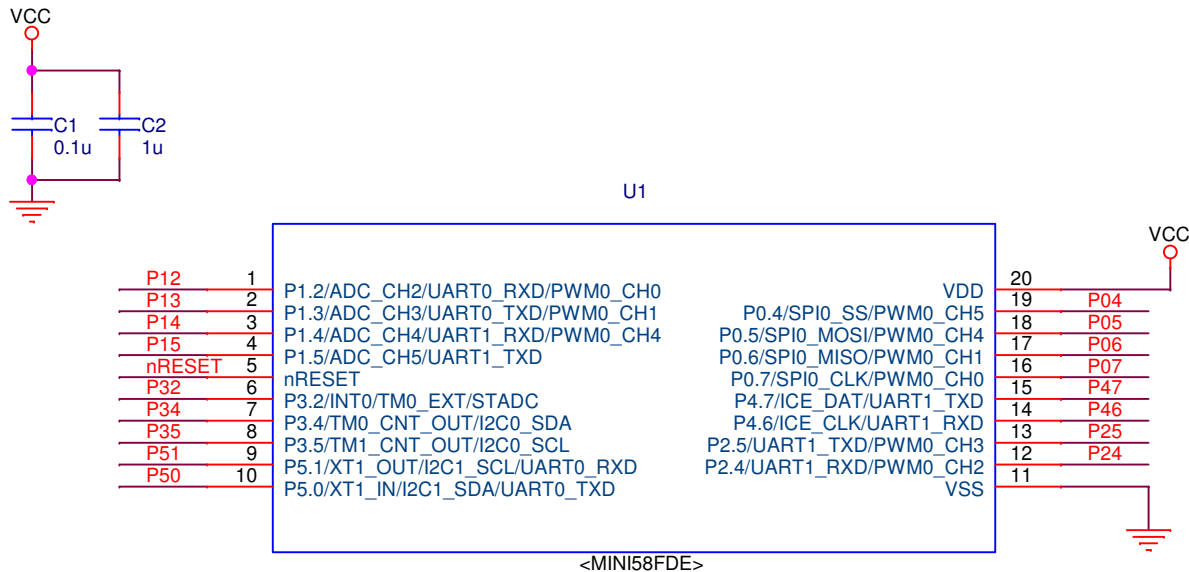 VCC
C1
C2
0.1u
1u
U1
VCC
P12 1 P1.2/ADC_CH2/UART0_RXD/PWM0_CH0 VDD 20
P13 2 P1.3/ADC_CH3/UART0_TXD/PWM0_CH1 P0.4/SPI0_SS/PWM0_CH5 19 P04
P14 3 P1.4/ADC_CH4/UART1_RXD/PWM0_CH4 P0.5/SPI0_MOSI/PWM0_CH4 18 P05
P15 4 P1.5/ADC_CH5/UART1_TXD P0.6/SPI0_MISO/PWM0_CH1 17 P06
nRESET 5 nRESET P0.7/SPI0_CLK/PWM0_CH0 16 P07
P32 6 P3.2/INT0/TM0_EXT/STADC P4.7/ICE_DAT/UART1_TXD 15 P47
P34 7 P3.4/TM0_CNT_OUT/I2C0_SDA P4.6/ICE_CLK/UART1_RXD 14 P46
P35 8 P3.5/TM1_CNT_OUT/I2C0_SCL P2.5/UART1_TXD/PWM0_CH3 13 P25
P51 9 P5.1/XT1_OUT/I2C1_SCL/UART0_RXD P2.4/UART1_RXD/PWM0_CH2 12 P24
P50 10 P5.0/XT1_IN/I2C1_SDA/UART0_TXD VSS 11
<MINI58FDE>